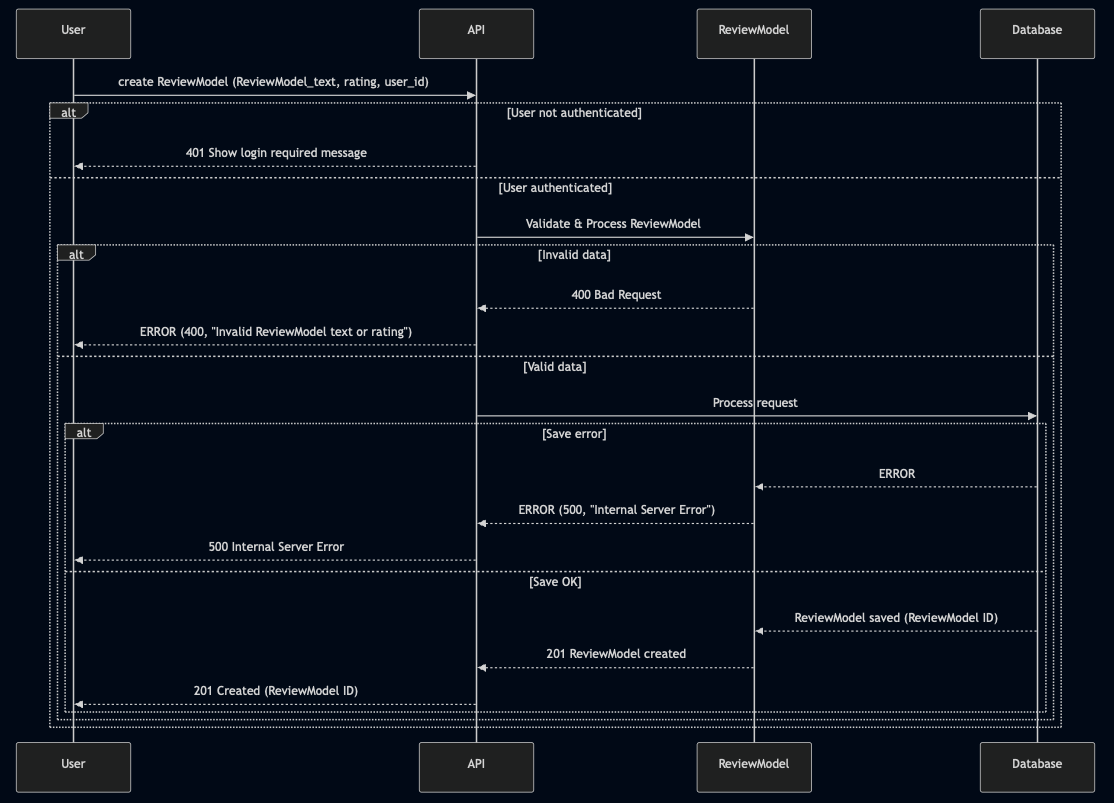 User
API
ReviewModel
Database
create ReviewModel (ReviewModel_text, rating, user_id)
alt
[User not authenticated]
401 Show login required message
[User authenticated]
Validate & Process ReviewModel
alt
[Invalid data]
400 Bad Request
ERROR (400, "Invalid ReviewModel text or rating")
[Valid data]
Process request
alt
[Save error]
ERROR
ERROR (500, "Internal Server Error")
500 Internal Server Error
[Save OK]
ReviewModel saved (ReviewModel ID)
201 ReviewModel created
201 Created (ReviewModel ID)
User
API
ReviewModel
Database